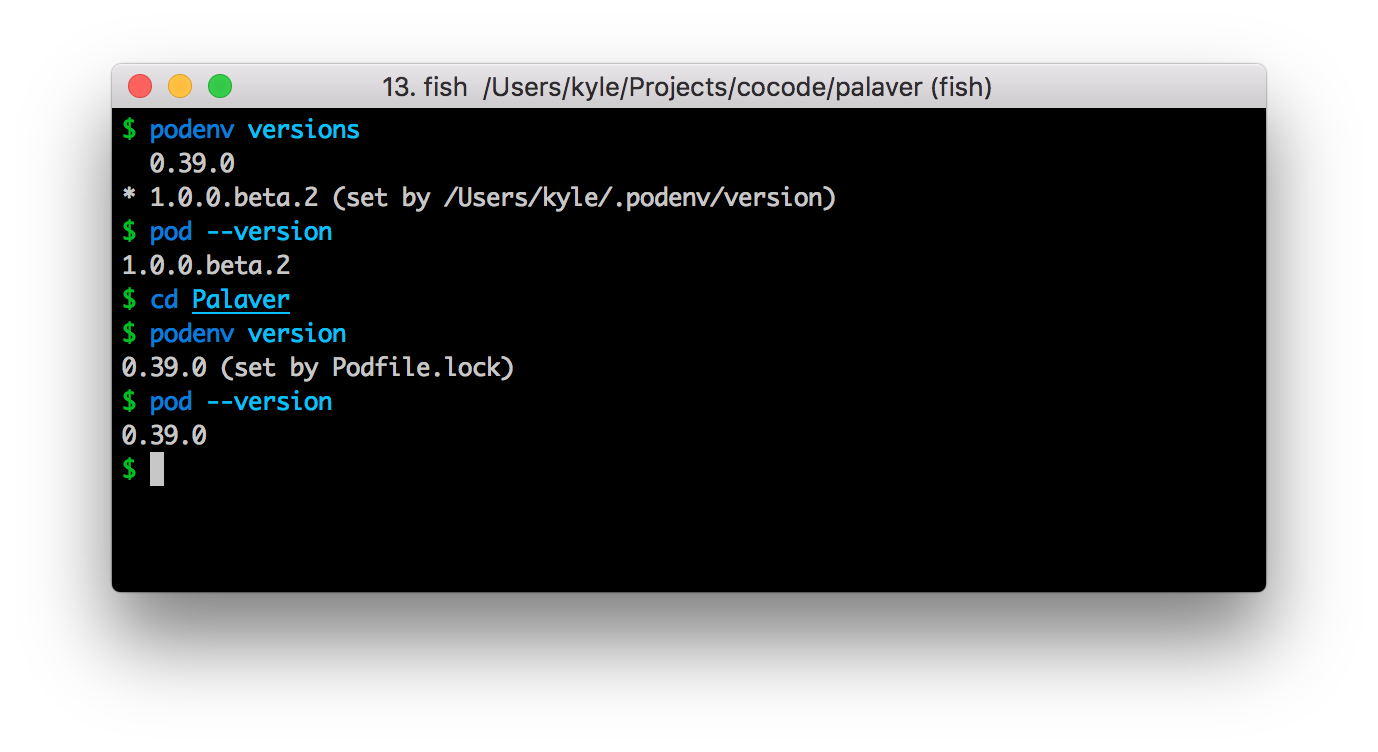 13. fish  /Users/kyle/Projects/cocode/palaver (fish)
$ podenv versions
  0.39.0
* 1.0.0.beta.2 (set by /Users/kyle/.podenv/version)
$ pod --version
1.0.0.beta.2
$ cd Palaver
$ podenv version
0.39.0 (set by Podfile.lock)
$ pod --version
0.39.0
$